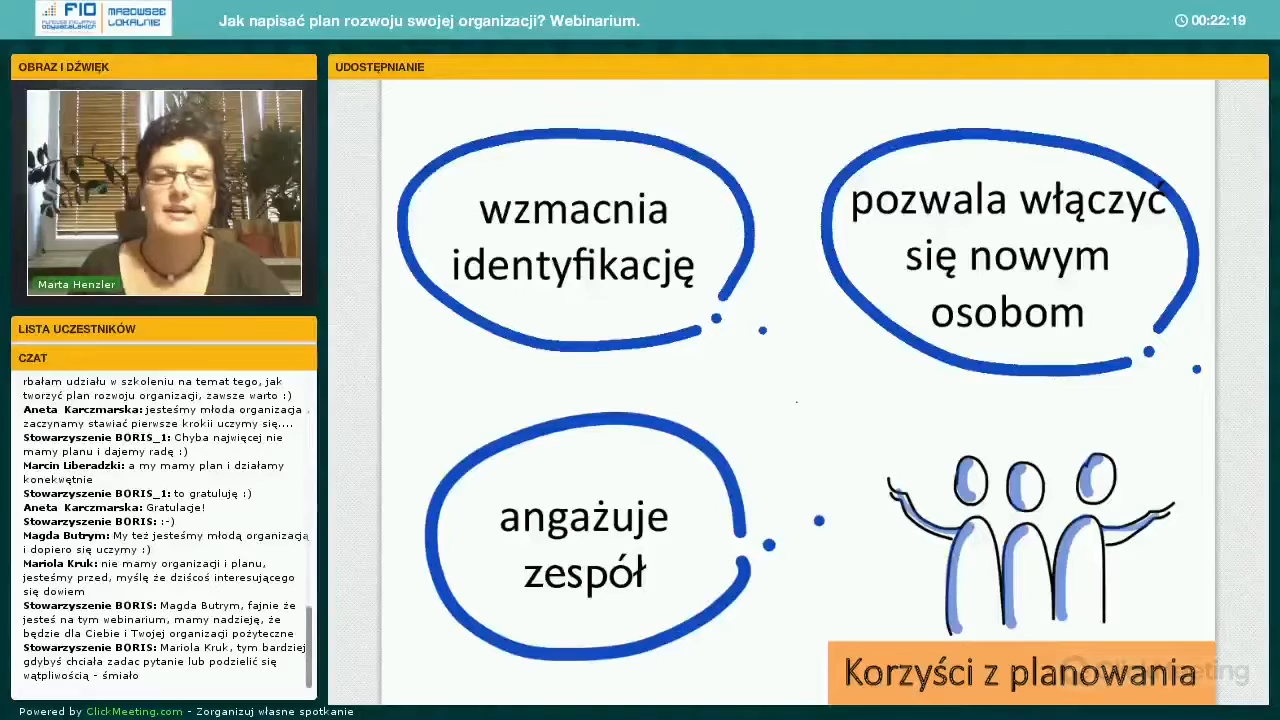 FIO
MAZOWSZE
LOKALNIE
Jak napisać plan rozwoju swojej organizacji? Webinarium.
00:22:19
OBRAZ I DŹWIĘK
UDOSTĘPNIANIE
Marta Henzler
LISTA UCZESTNIKÓW
CZAT
rbałam udziału w szkoleniu na temat tego, jak
tworzyć plan rozwoju organizacji, zawsze warto :)
Aneta Karczmarska: jesteśmy młoda organizacja ,
zaczynamy stawiać pierwsze krokii uczymy się....
Stowarzyszenie BORIS_1: Chyba najwięcej nie
mamy planu i dajemy radę :)
Marcin Liberadzki: a my mamy plan i działamy
konekwętnie
Stowarzyszenie BORIS_1: to gratuluję :)
Aneta Karczmarska: Gratulacje!
Stowarzyszenie BORIS: :-)
Magda Butrym: My też jesteśmy młodą organizacją
i dopiero się uczymy :)
Mariola Kruk: nie mamy organizacji i planu,
jesteśmy przed, myślę że dziścoś interesującego
się dowiem
Stowarzyszenie BORIS: Magda Butrym, fajnie że
jesteś na tym webinarium, mamy nadzieję, że
będzie dla Ciebie i Twojej organizacji pożyteczne
Stowarzyszenie BORIS: Mariola Kruk, tym bardziej
gdybyś chciała zadac pytanie lub podzielić się
wątpliwością - śmiało
wzmacnia
identyfikację
pozwala włączyć
się nowym
osobom
angażuje
zespół
Korzyści z planowania
Powered by ClickMeeting.com - Zorganizuj własne spotkanie